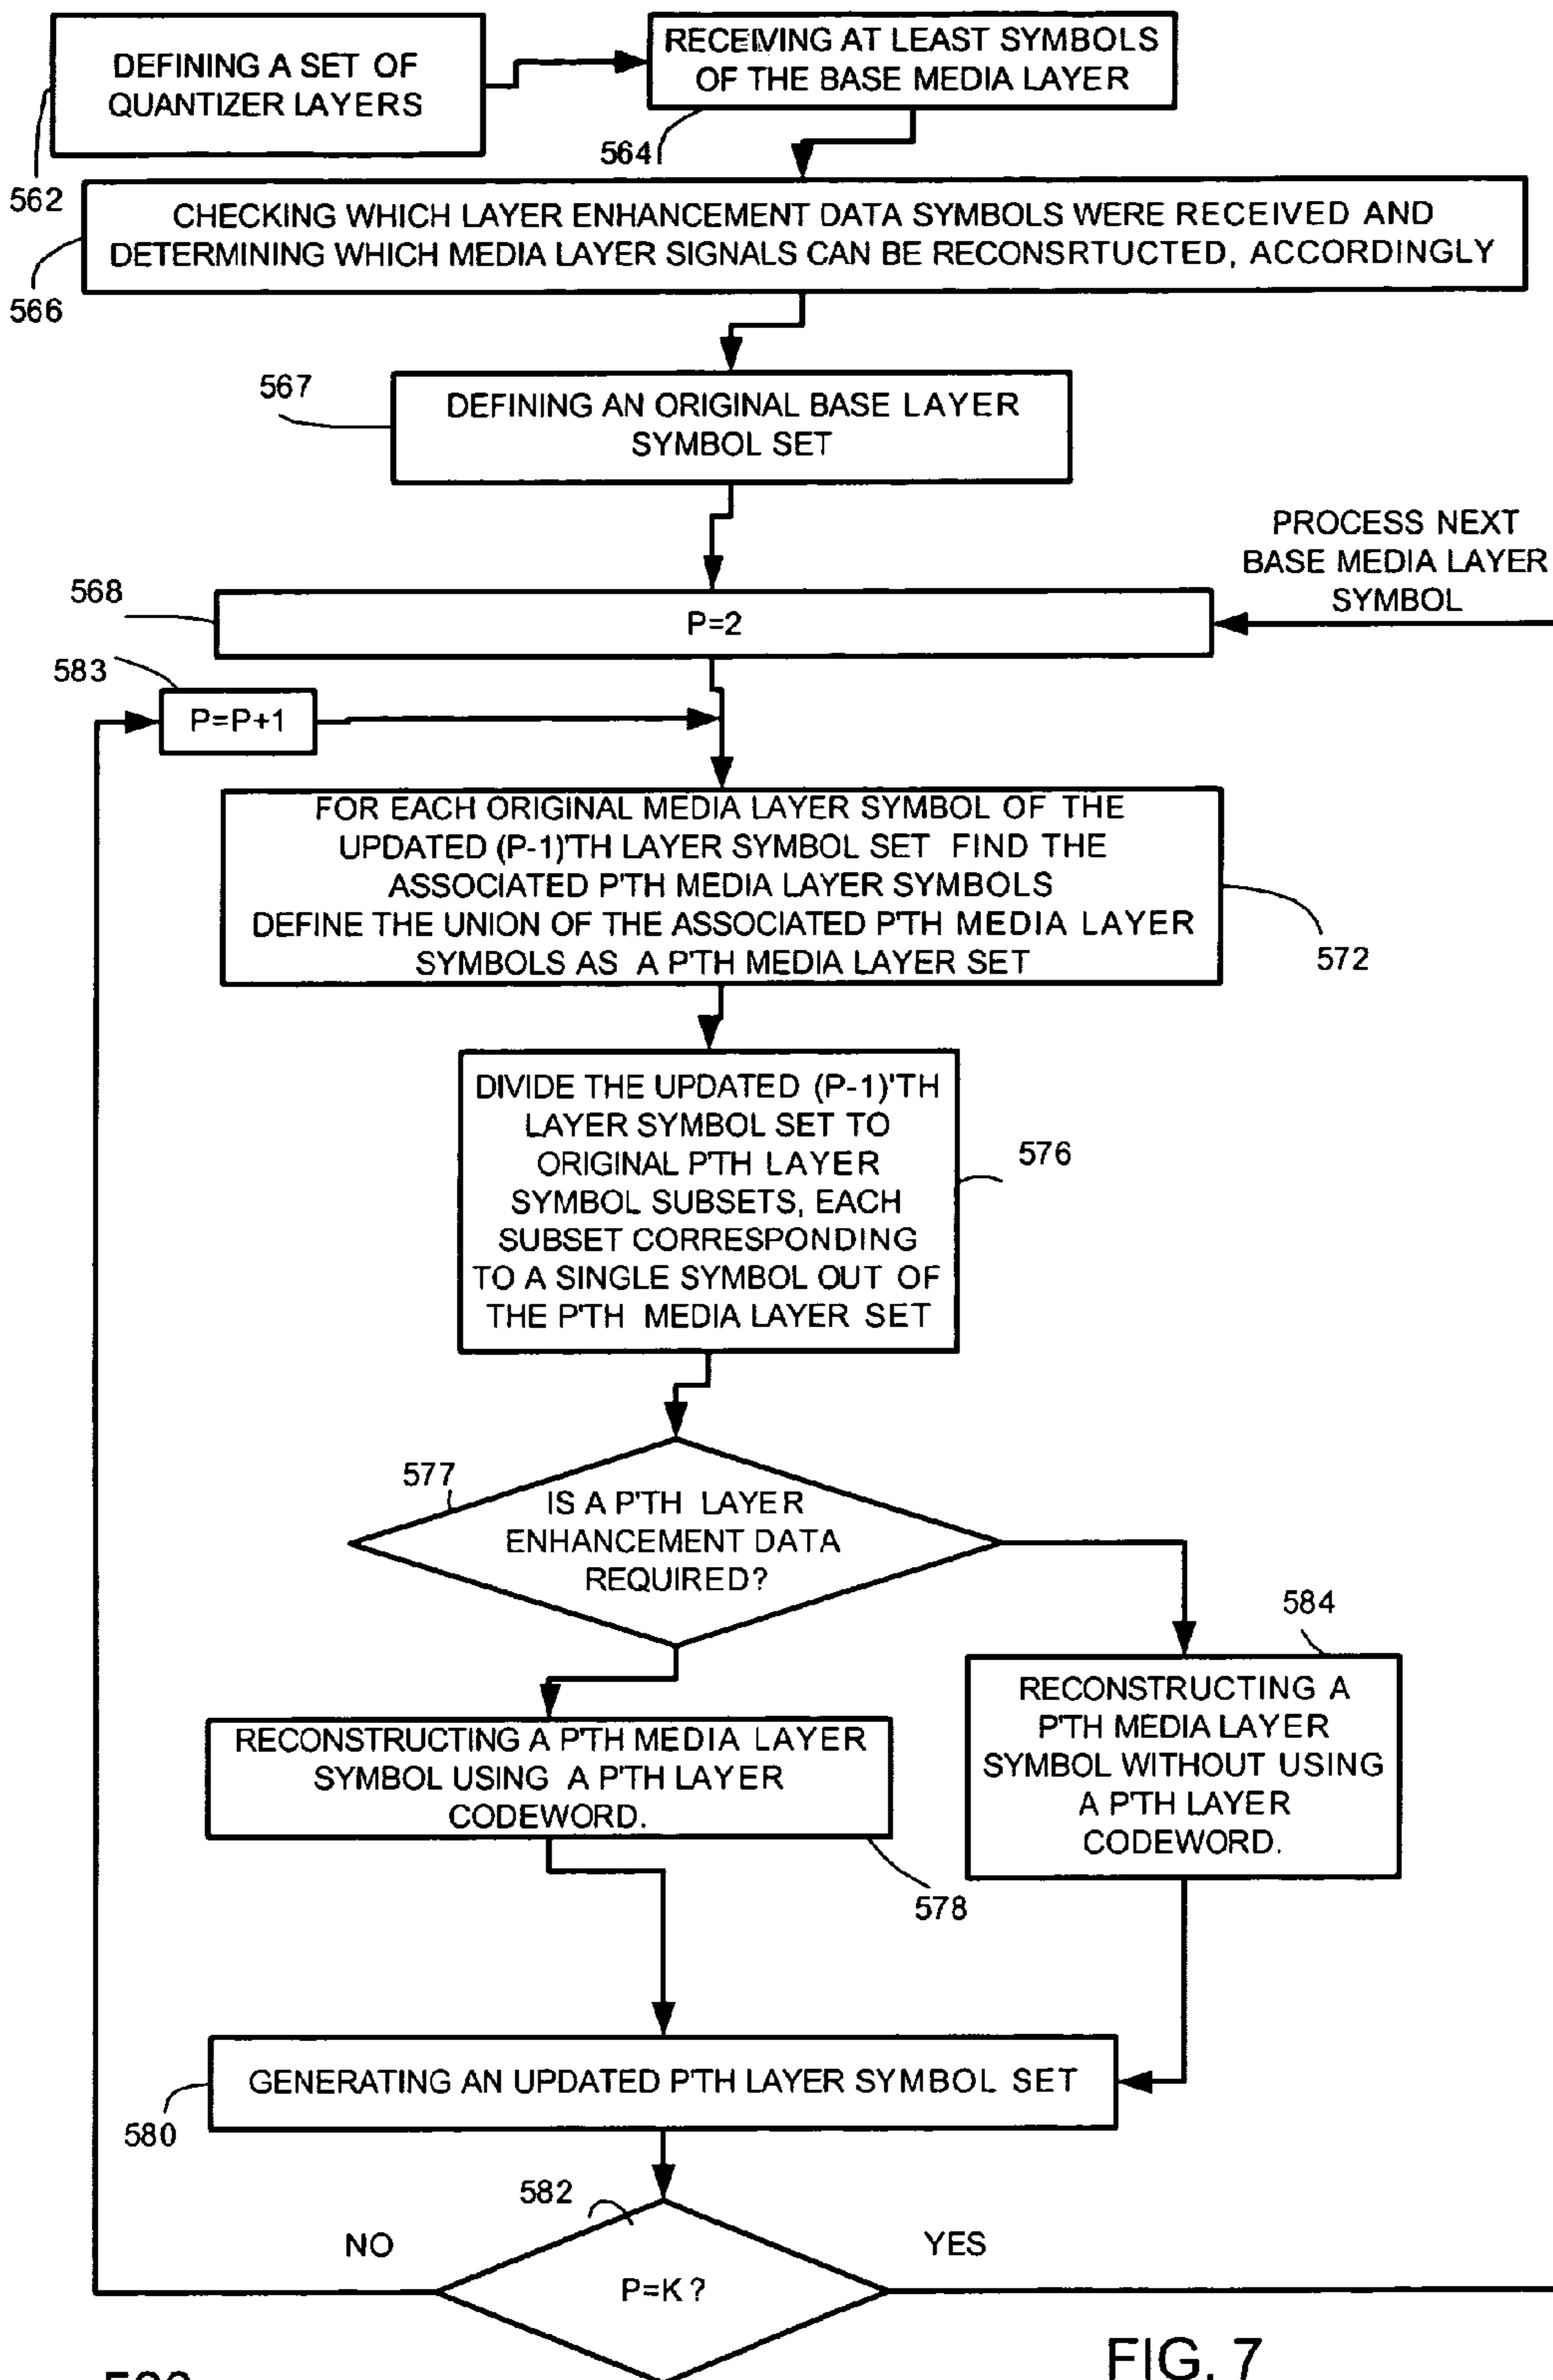 DEFINING A SET OF
QUANTIZER LAYERS
562
RECEIVING AT LEAST SYMBOLS
OF THE BASE MEDIA LAYER
564
CHECKING WHICH LAYER ENHANCEMENT DATA SYMBOLS WERE RECEIVED AND
DETERMINING WHICH MEDIA LAYER SIGNALS CAN BE RECONSRTUCTED, ACCORDINGLY
566
567
DEFINING AN ORIGINAL BASE LAYER
SYMBOL SET
PROCESS NEXT
BASE MEDIA LAYER
SYMBOL
568
P=2
583
P=P+1
FOR EACH ORIGINAL MEDIA LAYER SYMBOL OF THE
UPDATED (P-1)'TH LAYER SYMBOL SET FIND THE
ASSOCIATED P'TH MEDIA LAYER SYMBOLS
DEFINE THE UNION OF THE ASSOCIATED P'TH MEDIA LAYER
SYMBOLS AS A P'TH MEDIA LAYER SET
572
DIVIDE THE UPDATED (P-1)'TH
LAYER SYMBOL SET TO
ORIGINAL P'TH LAYER
SYMBOL SUBSETS, EACH
SUBSET CORRESPONDING
TO A SINGLE SYMBOL OUT OF
THE P'TH MEDIA LAYER SET
576
577
IS A P'TH LAYER
ENHANCEMENT DATA
REQUIRED?
584
RECONSTRUCTING A P'TH MEDIA LAYER
SYMBOL USING A P'TH LAYER
CODEWORD.
578
RECONSTRUCTING A
P'TH MEDIA LAYER
SYMBOL WITHOUT USING
A P'TH LAYER
CODEWORD.
GENERATING AN UPDATED P'TH LAYER SYMBOL SET
580
582
NO
YES
P=K?
FIG. 7